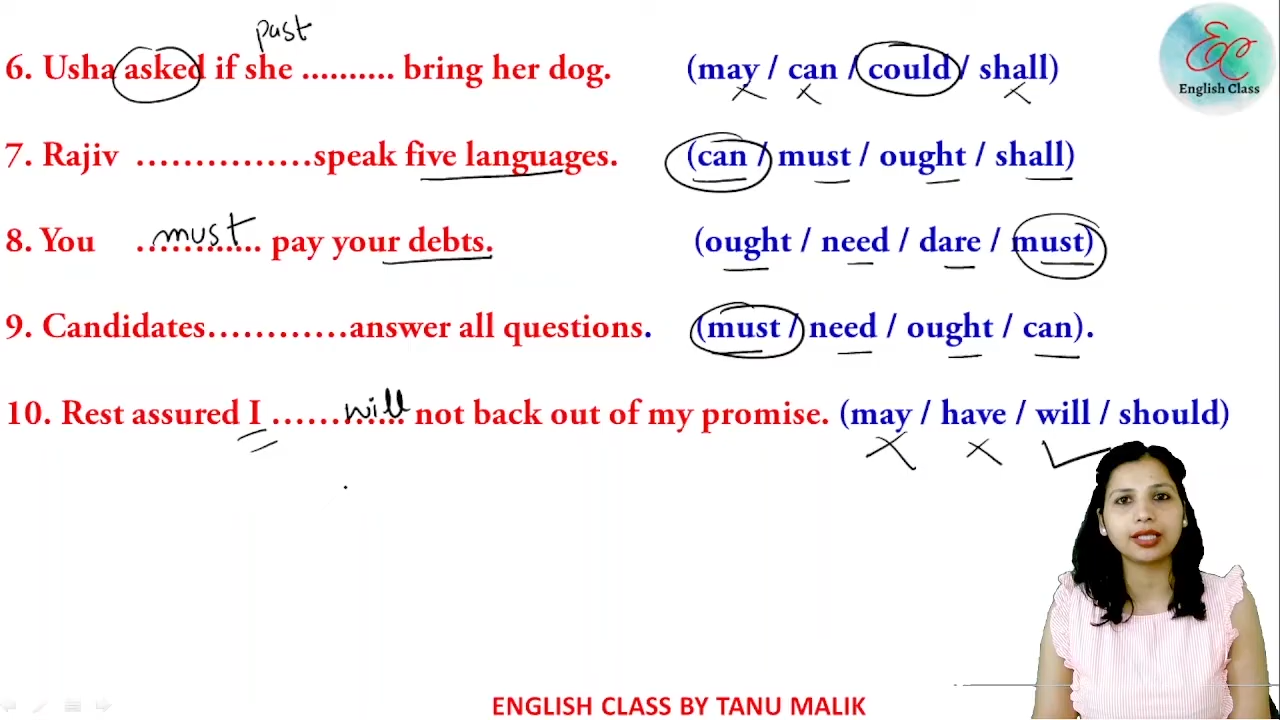 past
6. Usha asked if she .......... bring her dog. (may / can / could / shall)
EC
English Class
7. Rajiv ……………speak five languages. (can / must / ought / shall)
8. You must ………... pay your debts. (ought / need / dare / must)
9. Candidates…………answer all questions. (must / need / ought / can).
10. Rest assured I ……will….. not back out of my promise. (may / have / will / should)
ENGLISH CLASS BY TANU MALIK